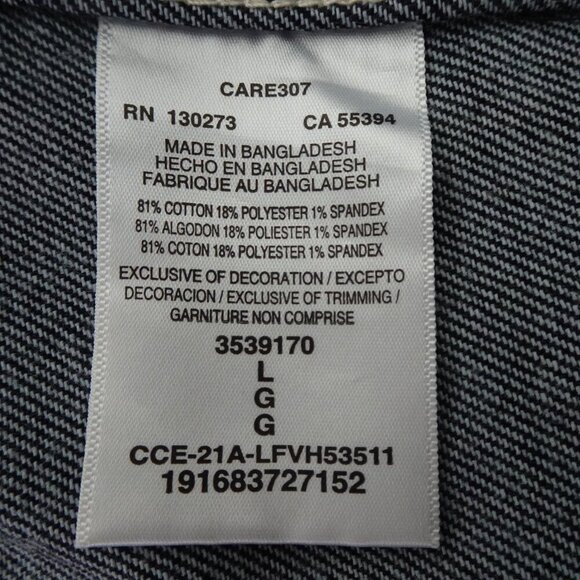 CARE307
RN 130273 CA 55394
MADE IN BANGLADESH
HECHO EN BANGLADESH
FABRIQUE AU BANGLADESH
81% COTTON 18% POLYESTER 1% SPANDEX
81% ALGODON 18% POLIESTER 1% SPANDEX
81% COTON 18% POLYESTER 1% SPANDEX
EXCLUSIVE OF DECORATION / EXCEPTO
DECORACION / EXCLUSIVE OF TRIMMING /
GARNITURE NON COMPRISE
3539170
L
G
G
CCE-21A-LFVH53511
191683727152